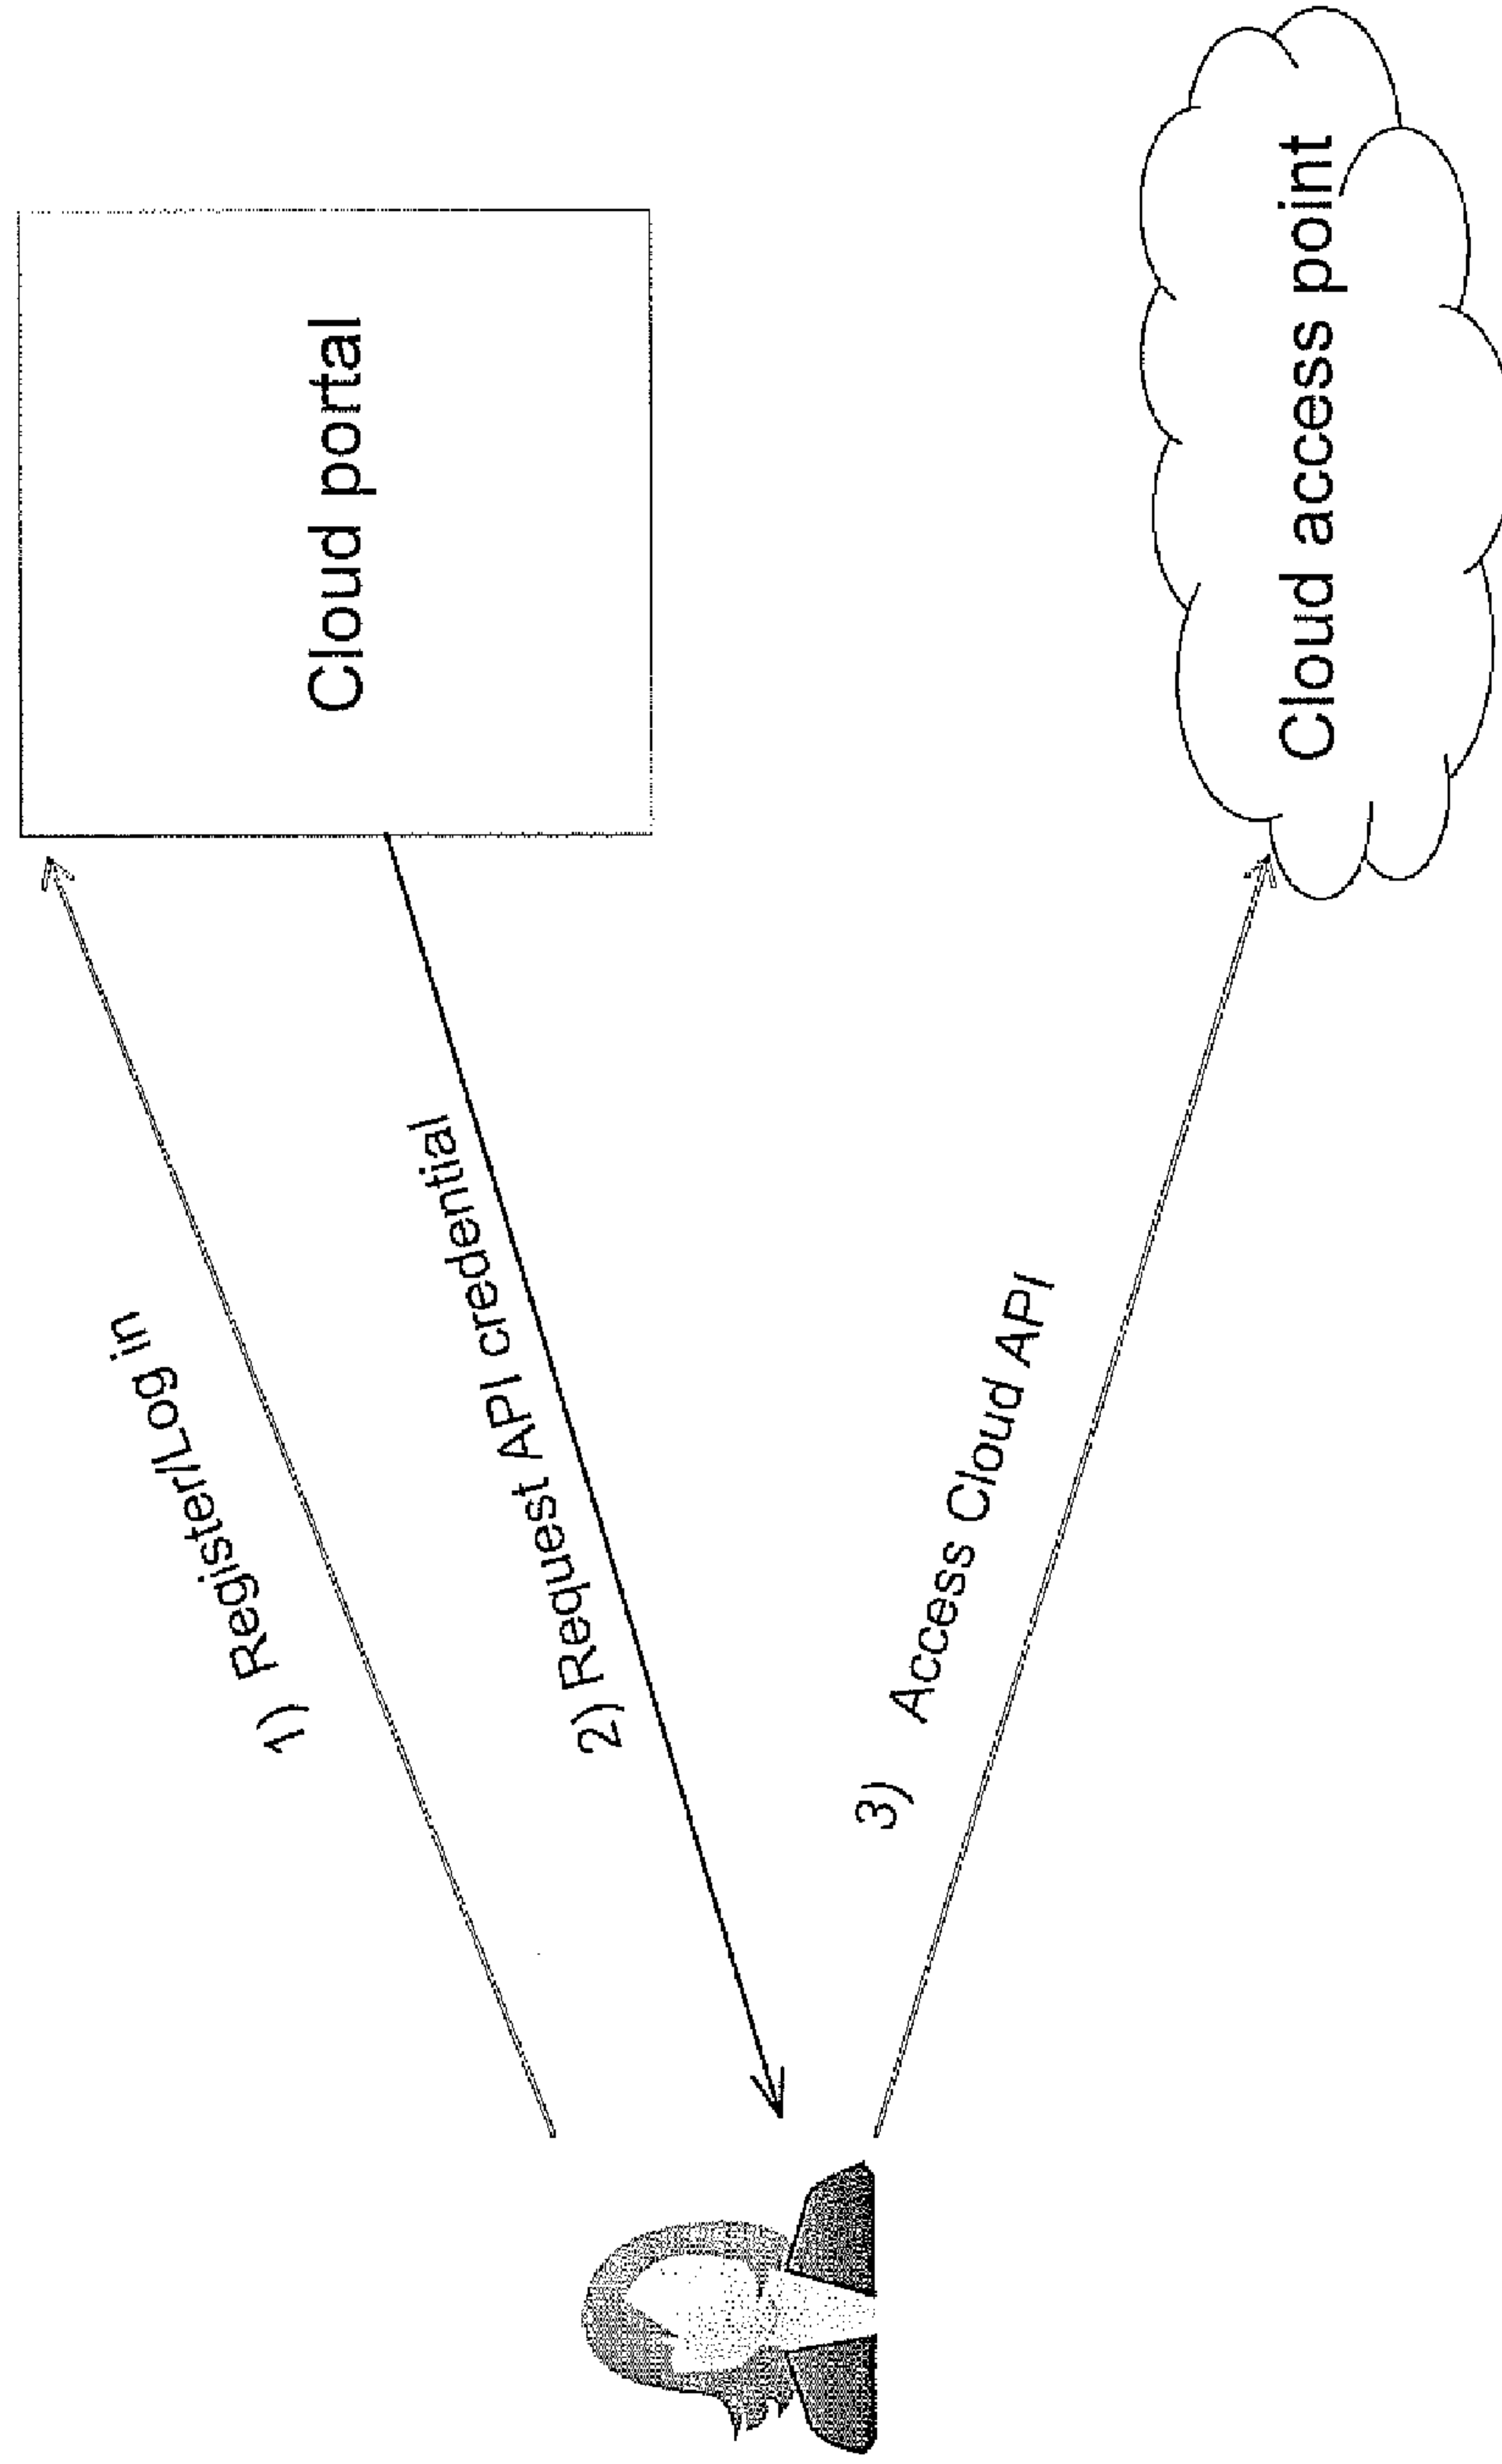 Cloud portal
1) Register/Log in
2) Request API credential
3) Access Cloud API
Cloud access point